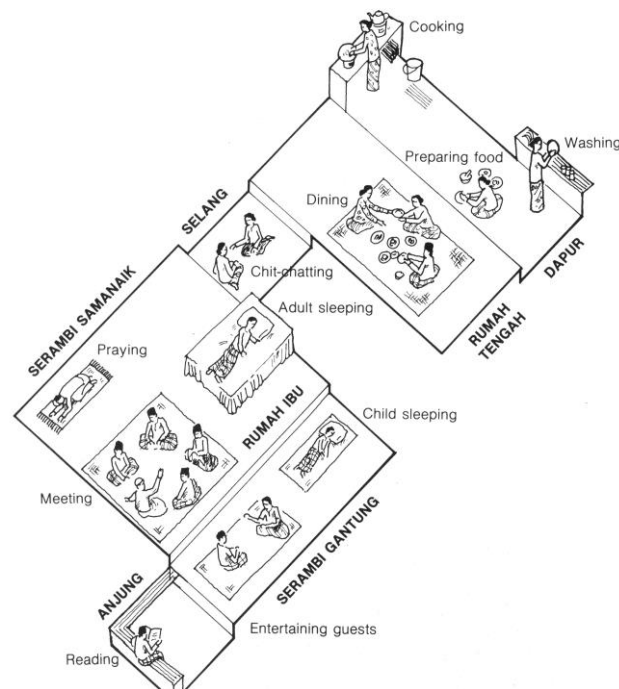 Cooking
Washing
Preparing food
Dining
DAPUR
SELANG
Chit-chatting
RUMAH
TENGAH
Adult sleeping
SERAMBI SAMANAIK
Praying
RUMAH IBU
Child sleeping
Meeting
SERAMBI GANTUNG
ANJUNG
Entertaining guests
Reading